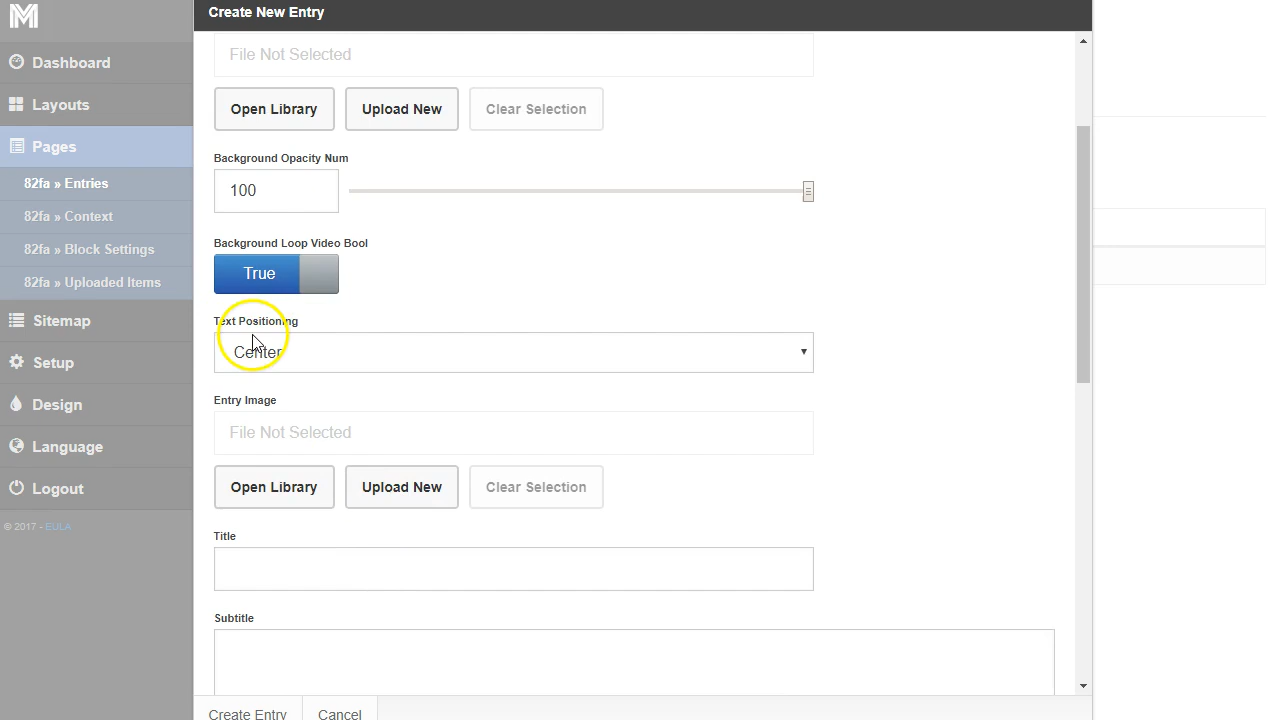 M
Dashboard
Layouts
Pages
82fa » Entries
82fa » Context
82fa » Block Settings
82fa » Uploaded Items
Sitemap
Setup
Design
Language
Logout
© 2017 - EULA
Create New Entry
File Not Selected
Open Library Upload New Clear Selection
Background Opacity Num
100
Background Loop Video Bool
True
Text Positioning
Center
Entry Image
File Not Selected
Open Library Upload New Clear Selection
Title
Subtitle
Create Entry Cancel